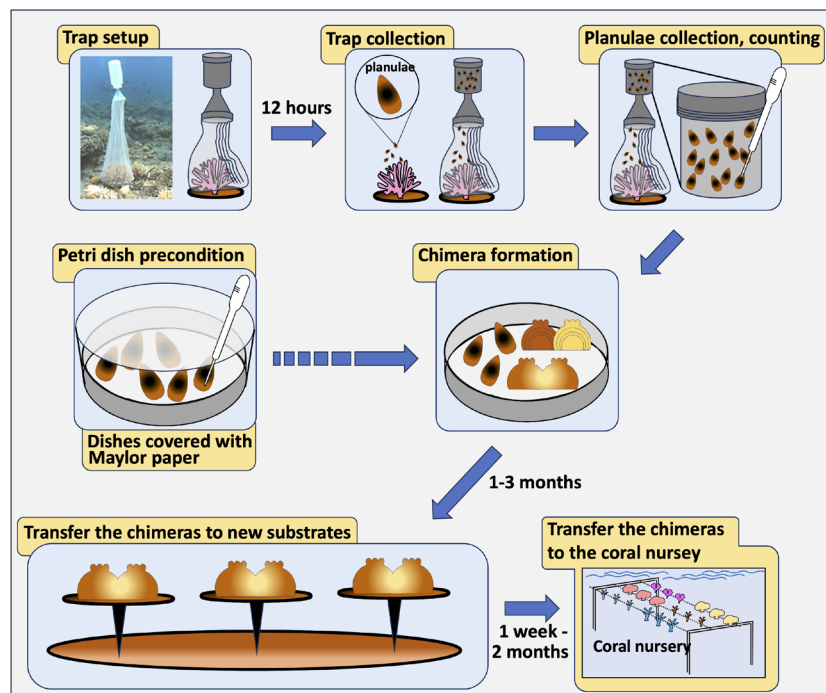 Trap setup
12 hours
Trap collection
planulae
Planulae collection, counting
Petri dish precondition
Dishes covered with
Maylor paper
Chimera formation
1-3 months
Transfer the chimeras to new substrates
1 week -
2 months
Transfer the chimeras
to the coral nursey
Coral nursery